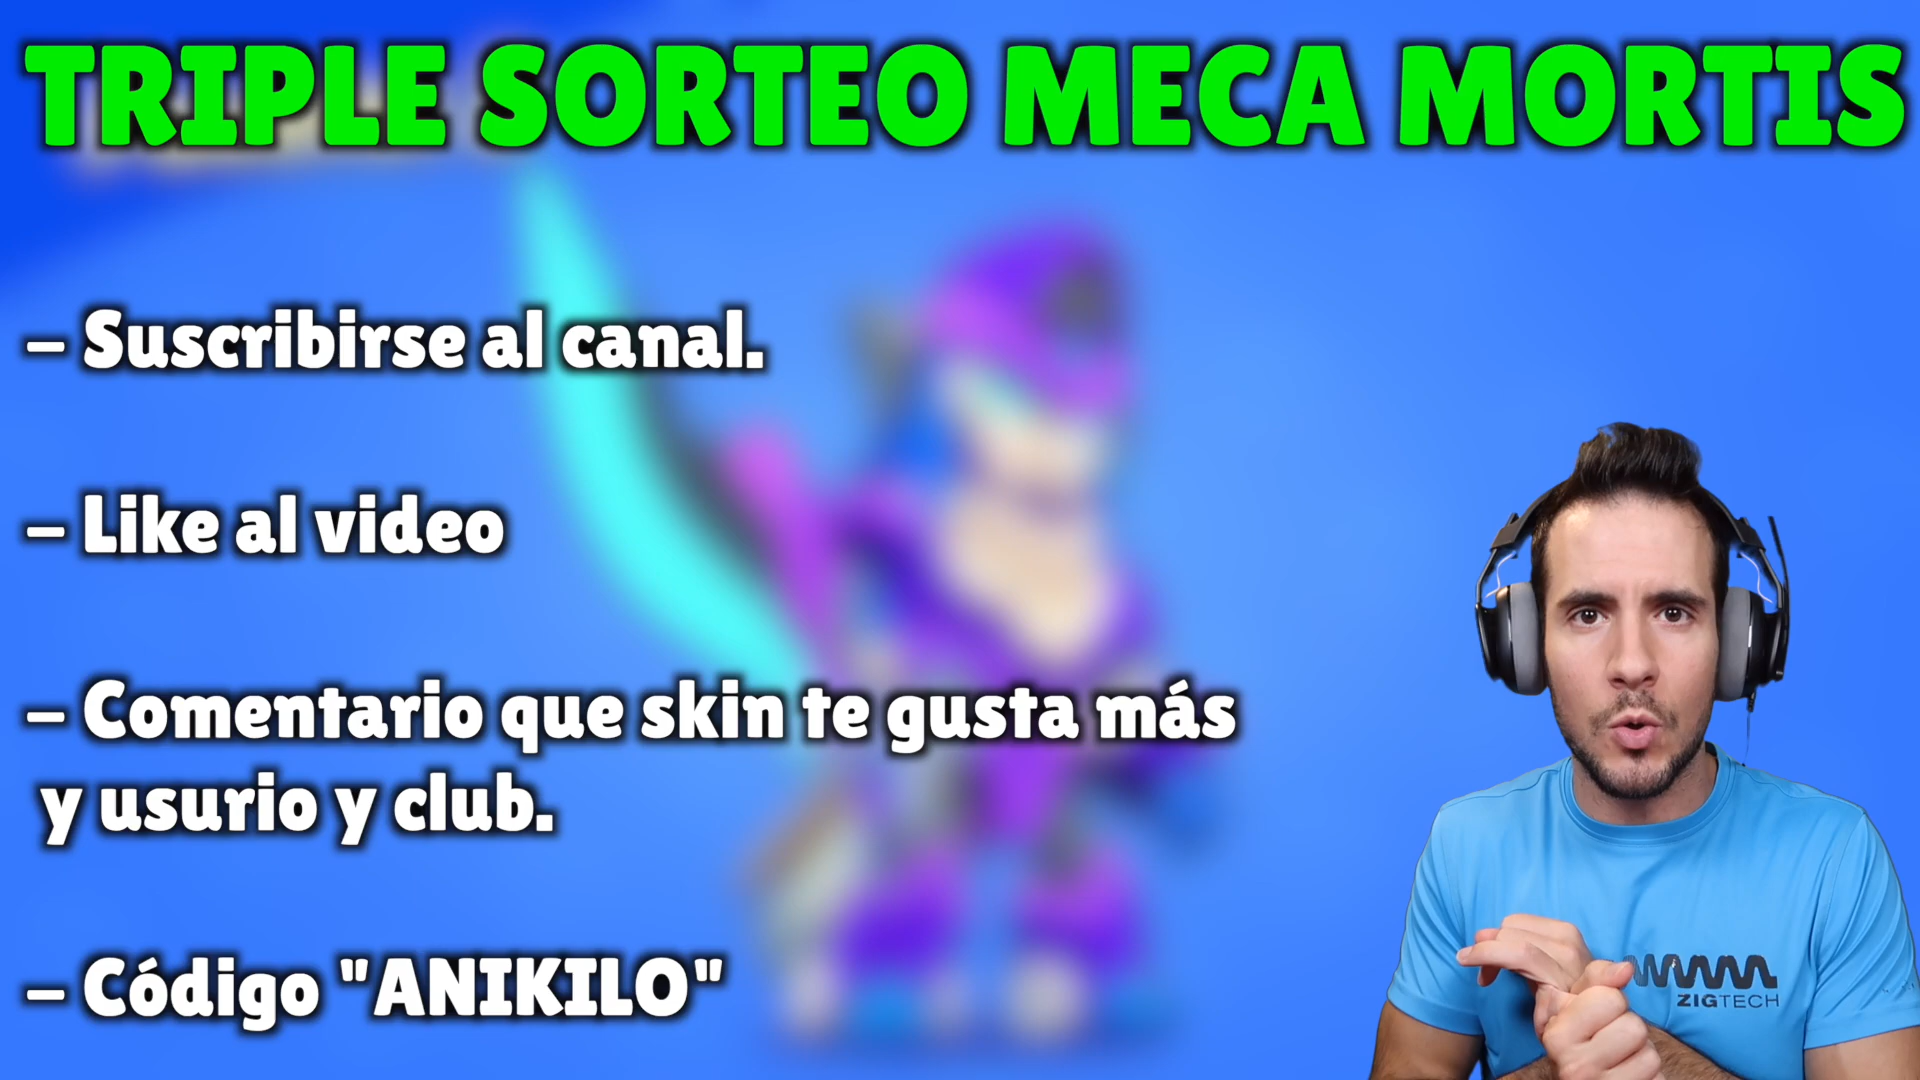 TRIPLE SORTEO MECA MORTIS
- Suscribirse al canal.
- Like al video
- Comentario que skin te gusta más
y usurio y club.
- Código "ANIKILO"
ZIGTECH